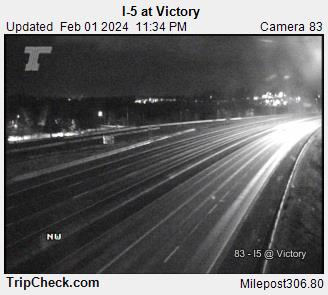 I-5 at Victory
Updated Feb 01 2024 11:34 PM Camera 83
T
NW
83 - I5 @ Victory
TripCheck.com Milepost306.80